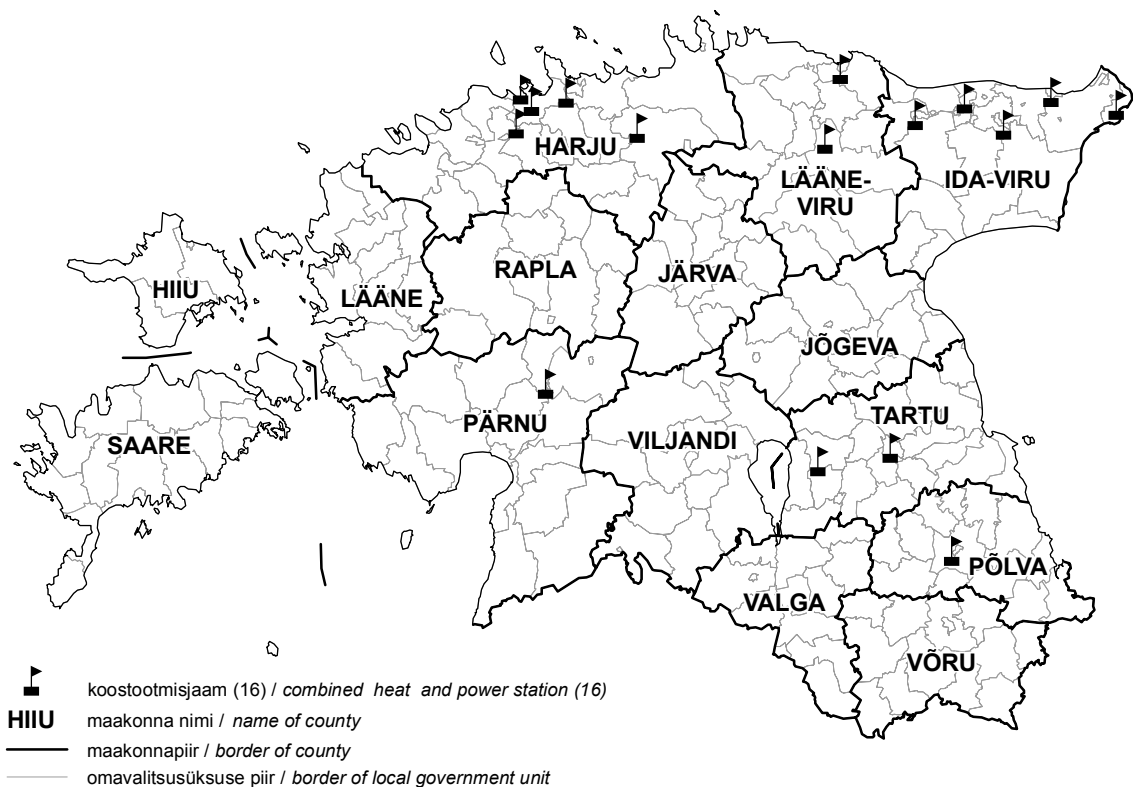 HARJU
LÄÄNE-
VIRU
IDA-VIRU
HIIU
LÄÄNE
RAPLA
JÄRVA
JÕGEVA
SAARE
PÄRNU
VILJANDI
TARTU
VALGA
PÕLVA
VÕRU
koostootmisjaam (16) / combined heat and power station (16)
HIIU maakonna nimi / name of county
maakonnapiir / border of county
omavalitsusüksuse piir / border of local government unit